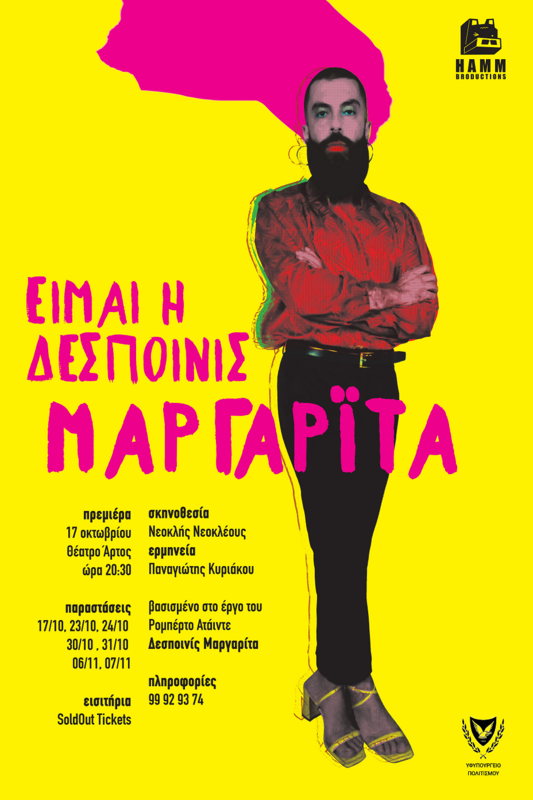 HAMM
BRODUCTIONS
ΕΙΜΑΙ Η
ΔΕΣΠΟΙΝΙΣ
ΜΑΡΓΑΡΪΤΑ
πρεμιέρα
17 οκτωβρίου
Θέατρο Άρτος
ώρα 20:30
παραστάσεις
17/10, 23/10, 24/10
30/10 , 31/10
06/11, 07/11
εισιτήρια
SoldOut Tickets
σκηνοθεσία
Νεοκλής Νεοκλέους
ερμηνεία
Παναγιώτης Κυριάκου
βασισμένο στο έργο του
Ρομπέρτο Ατάιντε
Δεσποινίς Μαργαρίτα
πληροφορίες
99 92 93 74
ΥΦΥΠΟΥΡΓΕΙΟ
ΠΟΛΙΤΙΣΜΟΥ